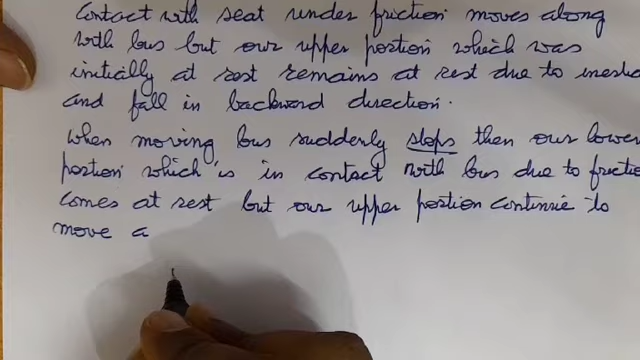 Contact with seat under friction moves along
with bus but our upper portion which was
initially at rest remains at rest due to inertia
and fall in backward direction.
When moving bus suddenly stops then our lower
portion which is in contact with bus due to friction
comes at rest but our upper portion continue to
move a